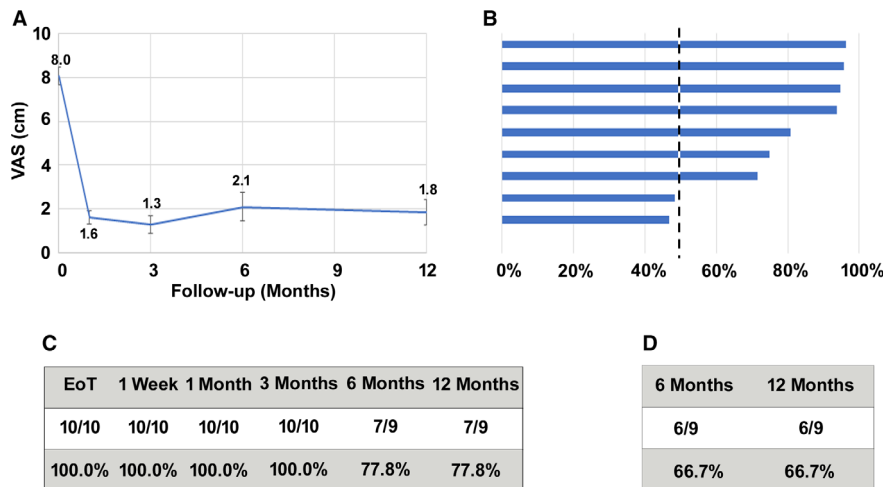 A
10
8
6
4
2
0
VAS (cm)
8.0
1.6
1.3
2.1
1.8
0 3 6 9 12
Follow-up (Months)
B
0% 20% 40% 60% 80% 100%
C
EoT 1 Week 1 Month 3 Months 6 Months 12 Months
10/10 10/10 10/10 10/10 7/9 7/9
100.0% 100.0% 100.0% 100.0% 77.8% 77.8%
D
6 Months 12 Months
6/9 6/9
66.7% 66.7%